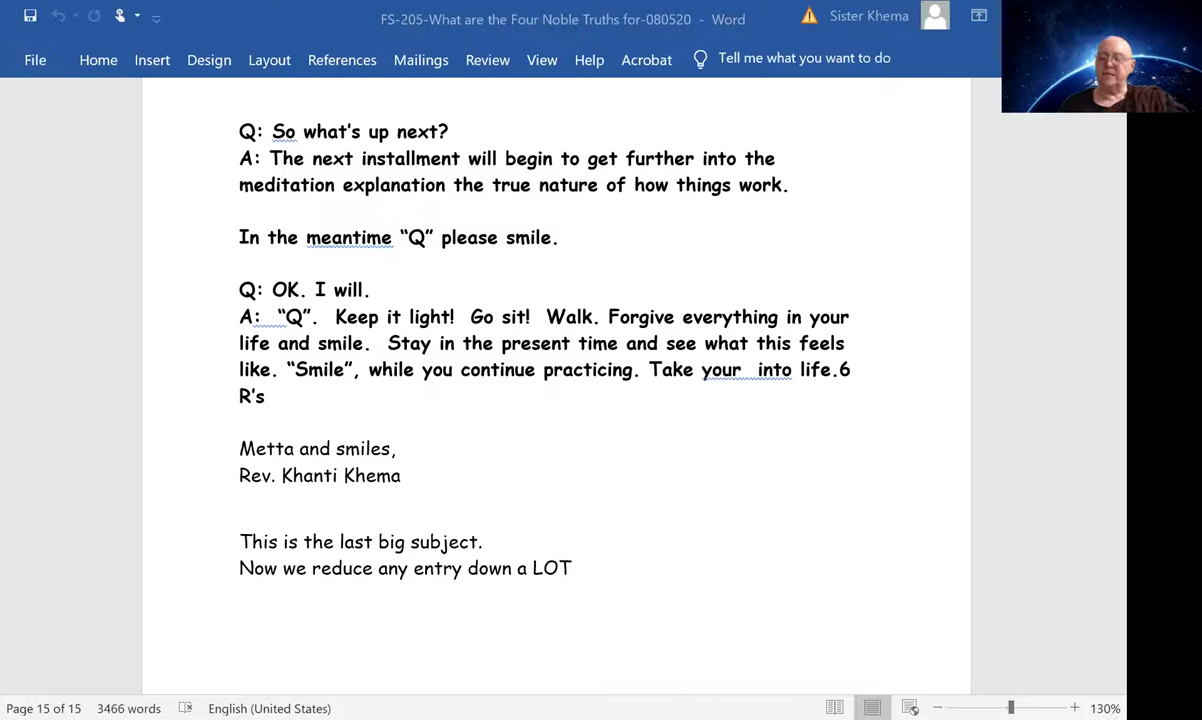 FS-205-What are the Four Noble Truths for-080520 - Word
Sister Khema
File Home Insert Design Layout References Mailings Review View Help Acrobat Tell me what you want to do
Q: So what's up next?
A: The next installment will begin to get further into the
meditation explanation the true nature of how things work.
In the meantime “Q” please smile.
Q: OK. I will.
A: “Q”. Keep it light! Go sit! Walk. Forgive everything in your
life and smile. Stay in the present time and see what this feels
like. “Smile”, while you continue practicing. Take your into life.6
R's
Metta and smiles,
Rev. Khanti Khema
This is the last big subject.
Now we reduce any entry down a LOT
Page 15 of 15 3466 words English (United States) 130%